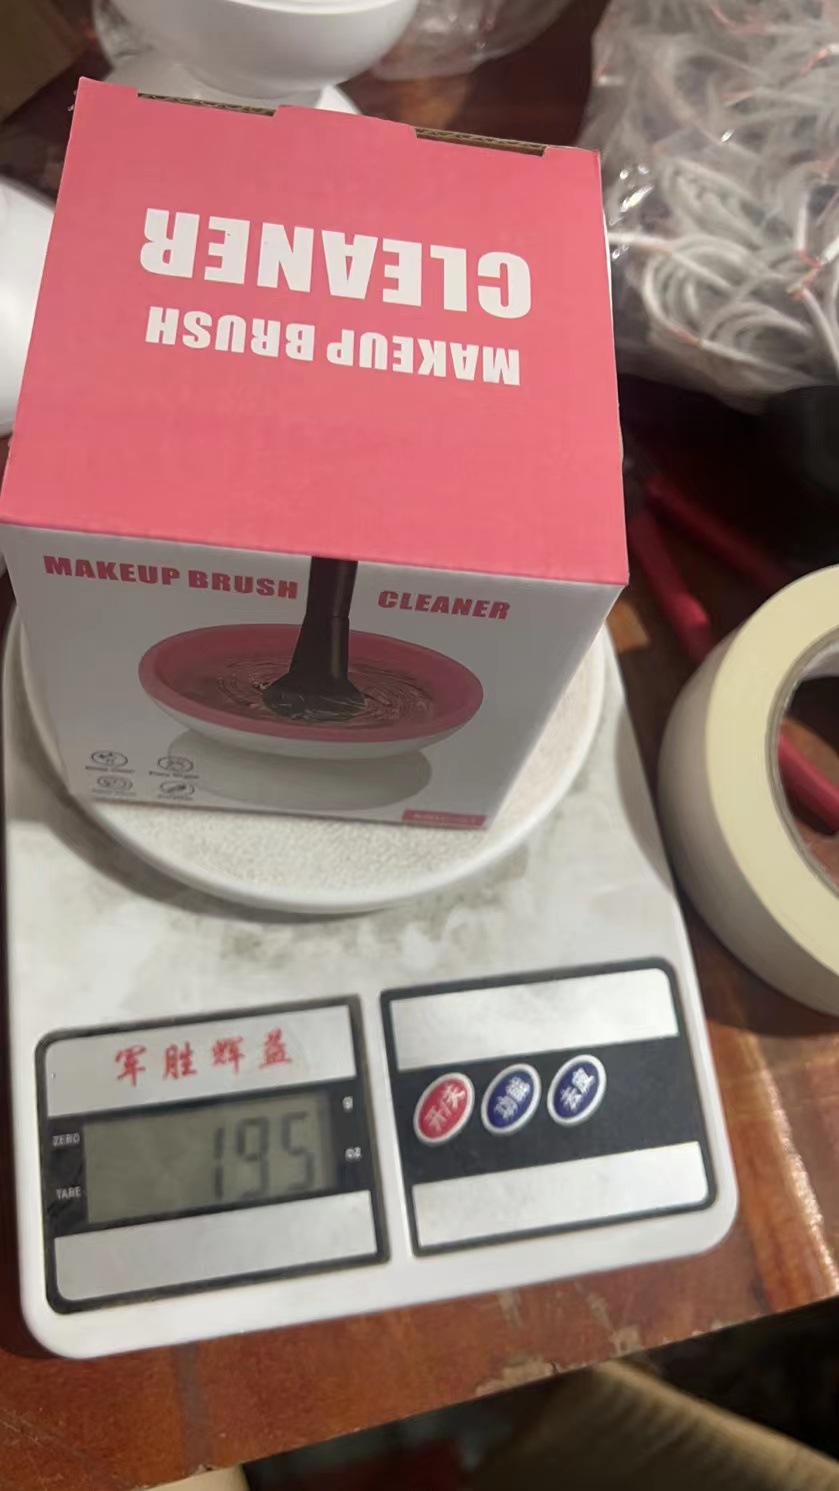 MAKEUP BRUSH
CLEANER
MAKEUP BRUSH CLEANER
军胜辉益
g
ZERO
oz
TARE
195
开/关 功能 去皮